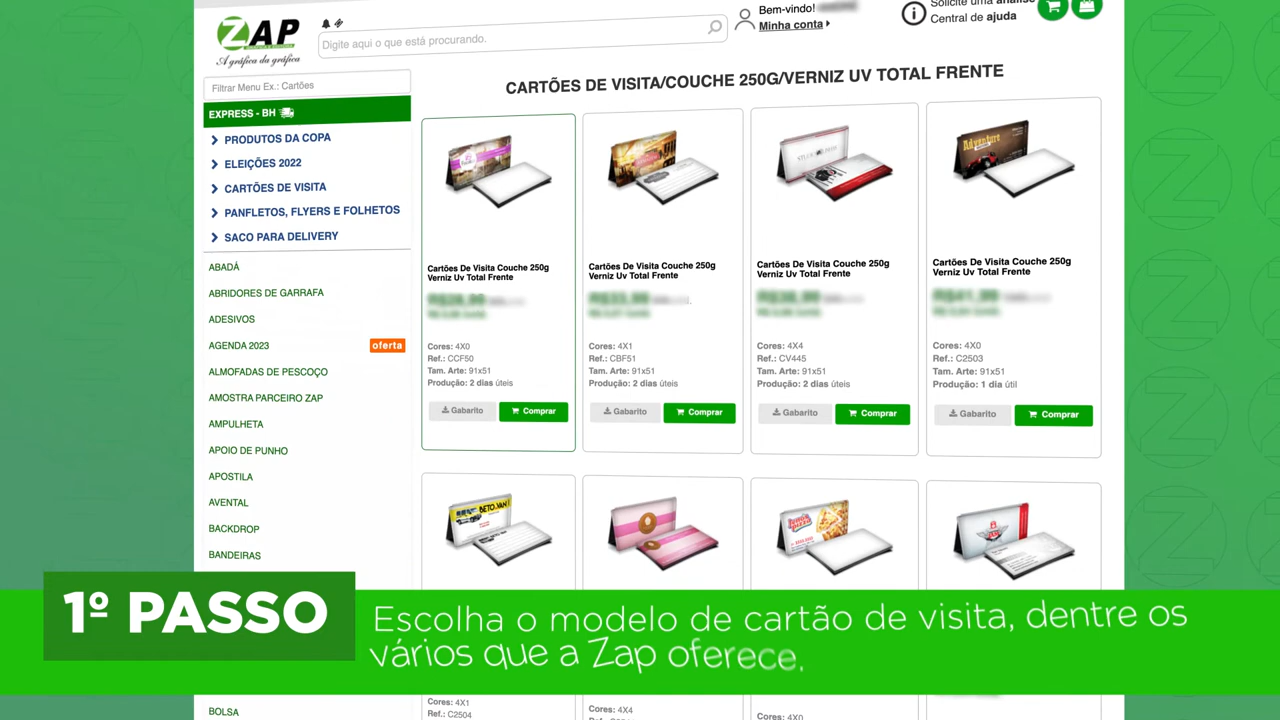 ZAP
GRÁFICA E EDITORA
A gráfica da gráfica
Digite aqui o que está procurando.
Bem-vindo!
Minha conta
Solicite uma análise
Central de ajuda
Filtrar Menu Ex.: Cartões
EXPRESS - BH
PRODUTOS DA COPA
ELEIÇÕES 2022
CARTÕES DE VISITA
PANFLETOS, FLYERS E FOLHETOS
SACO PARA DELIVERY
ABADÁ
ABRIDORES DE GARRAFA
ADESIVOS
AGENDA 2023
oferta
ALMOFADAS DE PESCOÇO
AMOSTRA PARCEIRO ZAP
AMPULHETA
APOIO DE PUNHO
APOSTILA
AVENTAL
BACKDROP
BANDEIRAS
BOLSA
CARTÕES DE VISITA/COUCHE 250G/VERNIZ UV TOTAL FRENTE
Cartões De Visita Couche 250g
Verniz Uv Total Frente
Cores: 4X0
Ref.: CCF50
Tam. Arte: 91x51
Produção: 2 dias úteis
Gabarito
Comprar
Cartões De Visita Couche 250g
Verniz Uv Total Frente
Cores: 4X1
Ref.: CBF51
Tam. Arte: 91x51
Produção: 2 dias úteis
Gabarito
Comprar
Cartões De Visita Couche 250g
Verniz Uv Total Frente
Cores: 4X4
Ref.: CV445
Tam. Arte: 91x51
Produção: 2 dias úteis
Gabarito
Comprar
Adventure
Cartões De Visita Couche 250g
Verniz Uv Total Frente
Cores: 4X0
Ref.: C2503
Tam. Arte: 91x51
Produção: 1 dia útil
Gabarito
Comprar
BETO.VAN!
Cores: 4X1
Ref.: C2504
Cores: 4X4
Cores: 4X0
1º PASSO
Escolha o modelo de cartão de visita, dentre os
vários que a Zap oferece.